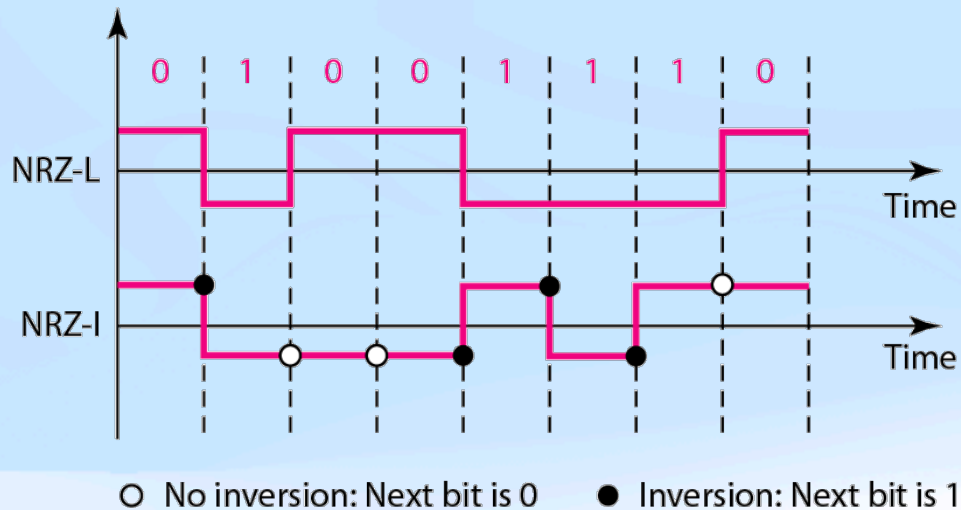 0 1 0 0 1 1 1 0
NRZ-L
Time
NRZ-I
Time
No inversion: Next bit is 0 Inversion: Next bit is 1